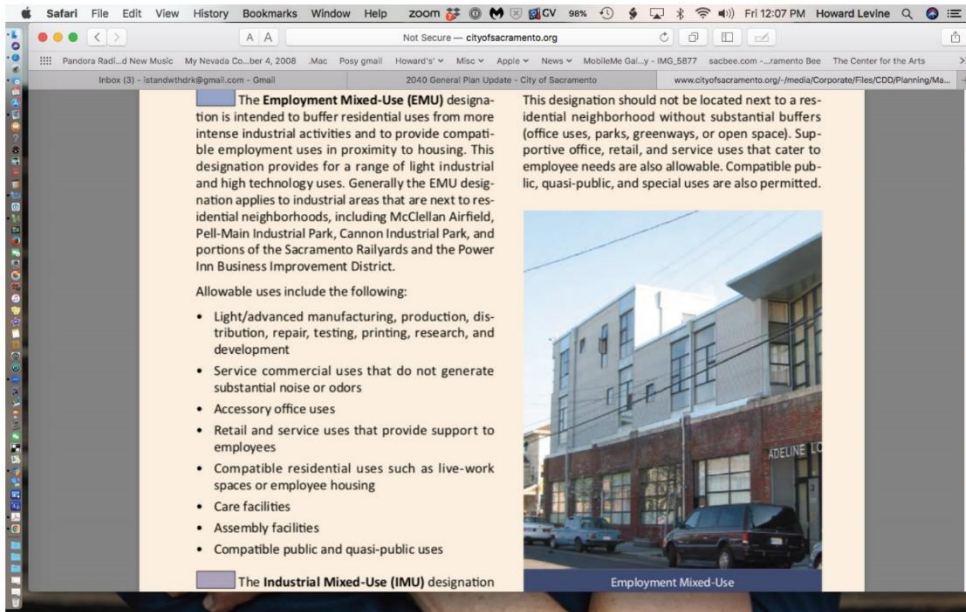 Safari File Edit View History Bookmarks Window Help zoom GV 98% Fri 12:07 PM Howard Levine
A A Not Secure — cityofsacramento.org
Pandora Radi...d New Music My Nevada Co...ber 4, 2008 .Mac Posy gmail Howard's' Misc Apple News MobileMe Gal...y - IMG_5877 sacbee.com -...ramento Bee The Center for the Arts
Inbox (3) - istandwthdrk@gmail.com - Gmail 2040 General Plan Update - City of Sacramento www.cityofsacramento.org/-/media/Corporate/Files/CDD/Planning/Ma...
The Employment Mixed-Use (EMU) designa-
tion is intended to buffer residential uses from more
intense industrial activities and to provide compati-
ble employment uses in proximity to housing. This
designation provides for a range of light industrial
and high technology uses. Generally the EMU desig-
nation applies to industrial areas that are next to res-
idential neighborhoods, including McClellan Airfield,
Pell-Main Industrial Park, Cannon Industrial Park, and
portions of the Sacramento Railyards and the Power
Inn Business Improvement District.
Allowable uses include the following:
• Light/advanced manufacturing, production, dis-
tribution, repair, testing, printing, research, and
development
• Service commercial uses that do not generate
substantial noise or odors
• Accessory office uses
• Retail and service uses that provide support to
employees
• Compatible residential uses such as live-work
spaces or employee housing
• Care facilities
• Assembly facilities
• Compatible public and quasi-public uses
The Industrial Mixed-Use (IMU) designation
This designation should not be located next to a res-
idential neighborhood without substantial buffers
(office uses, parks, greenways, or open space). Sup-
portive office, retail, and service uses that cater to
employee needs are also allowable. Compatible pub-
lic, quasi-public, and special uses are also permitted.
ADELINE LO
Employment Mixed-Use